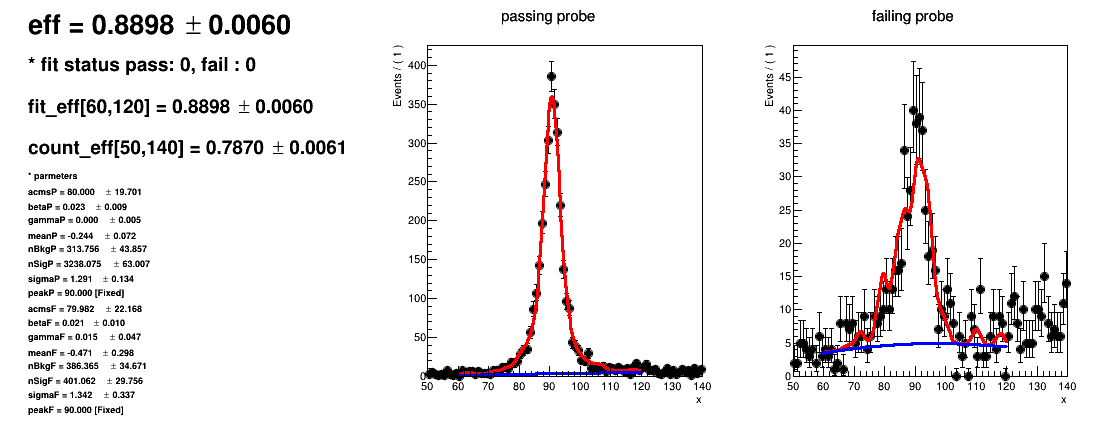 eff = 0.8898 ± 0.0060
* fit status pass: 0, fail : 0
fit_eff[60,120] = 0.8898 ± 0.0060
count_eff[50,140] = 0.7870 ± 0.0061
* parmeters
acmsP = 80.000 ± 19.701
betaP = 0.023 ± 0.009
gammaP = 0.000 ± 0.005
meanP = -0.244 ± 0.072
nBkgP = 313.756 ± 43.857
nSigP = 3238.075 ± 63.007
sigmaP = 1.291 ± 0.134
peakP = 90.000 [Fixed]
acmsF = 79.982 ± 22.168
betaF = 0.021 ± 0.010
gammaF = 0.015 ± 0.047
meanF = -0.471 ± 0.298
nBkgF = 386.365 ± 34.671
nSigF = 401.062 ± 29.756
sigmaF = 1.342 ± 0.337
peakF = 90.000 [Fixed]
passing probe
Events / ( 1 )
400
350
300
250
200
150
100
50
0
50 60 70 80 90 100 110 120 130 140
x
failing probe
Events / ( 1 )
45
40
35
30
25
20
15
10
5
0
50 60 70 80 90 100 110 120 130 140
x